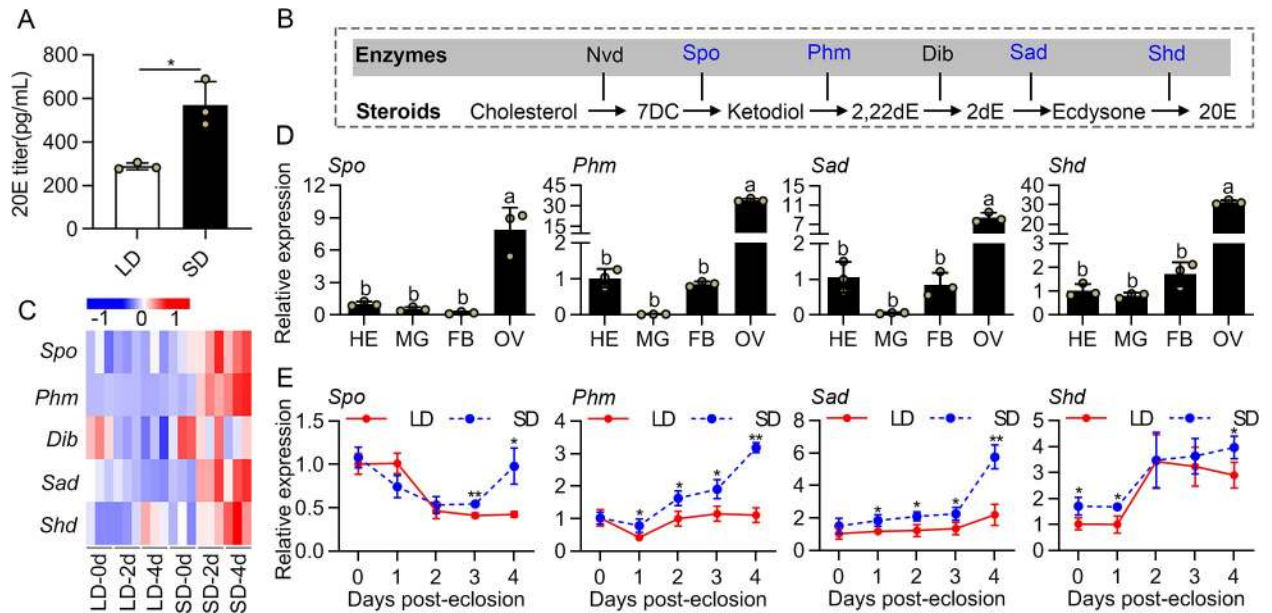 A
20E titer(pg/mL)
800
600
400
200
0
*
LD
SD
B
Enzymes Nvd Spo Phm Dib Sad Shd
Steroids Cholesterol 7DC Ketodiol 2,22dE 2dE Ecdysone 20E
C
-1 0 1
Spo
Phm
Dib
Sad
Shd
LD-0d
LD-2d
LD-4d
SD-0d
SD-2d
SD-4d
D
Relative expression
Spo
12
9
6
3
0
b b b a
HE MG FB OV
Phm
45
30
15
2
1
0
b b b a
HE MG FB OV
Sad
15
11
7
2
1
0
b b b a
HE MG FB OV
Shd
40
30
20
10
3
2
1
0
b b b a
HE MG FB OV
E
Relative expression
Spo
LD SD
1.5
1.0
0.5
0.0
** *
0 1 2 3 4
Days post-eclosion
Phm
LD SD
4
3
2
1
0
* * * **
0 1 2 3 4
Days post-eclosion
Sad
LD SD
8
6
4
2
0
* * * **
0 1 2 3 4
Days post-eclosion
Shd
LD SD
5
4
3
2
1
0
* * *
0 1 2 3 4
Days post-eclosion